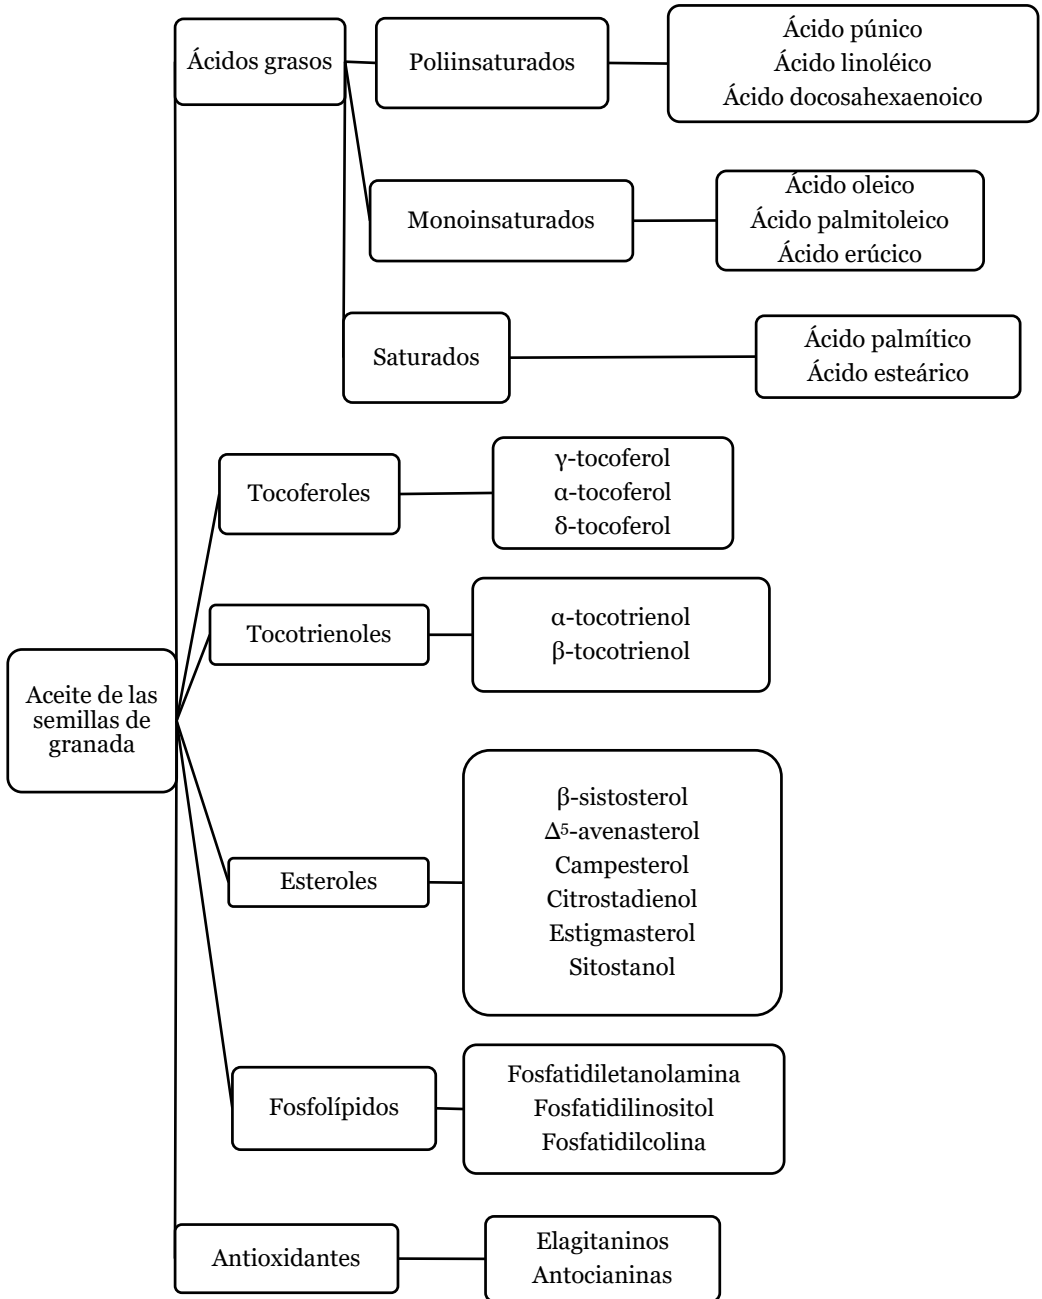 Ácidos grasos
Poliinsaturados
Ácido púnico
Ácido linoléico
Ácido docosahexaenoico
Monoinsaturados
Ácido oleico
Ácido palmitoleico
Ácido erúcico
Saturados
Ácido palmítico
Ácido esteárico
Tocoferoles
γ-tocoferol
α-tocoferol
δ-tocoferol
Tocotrienoles
α-tocotrienol
β-tocotrienol
Aceite de las
semillas de
granada
Esteroles
β-sistosterol
Δ⁵-avenasterol
Campesterol
Citrostadienol
Estigmasterol
Sitostanol
Fosfolípidos
Fosfatidiletanolamina
Fosfatidilinositol
Fosfatidilcolina
Antioxidantes
Elagitaninos
Antocianinas